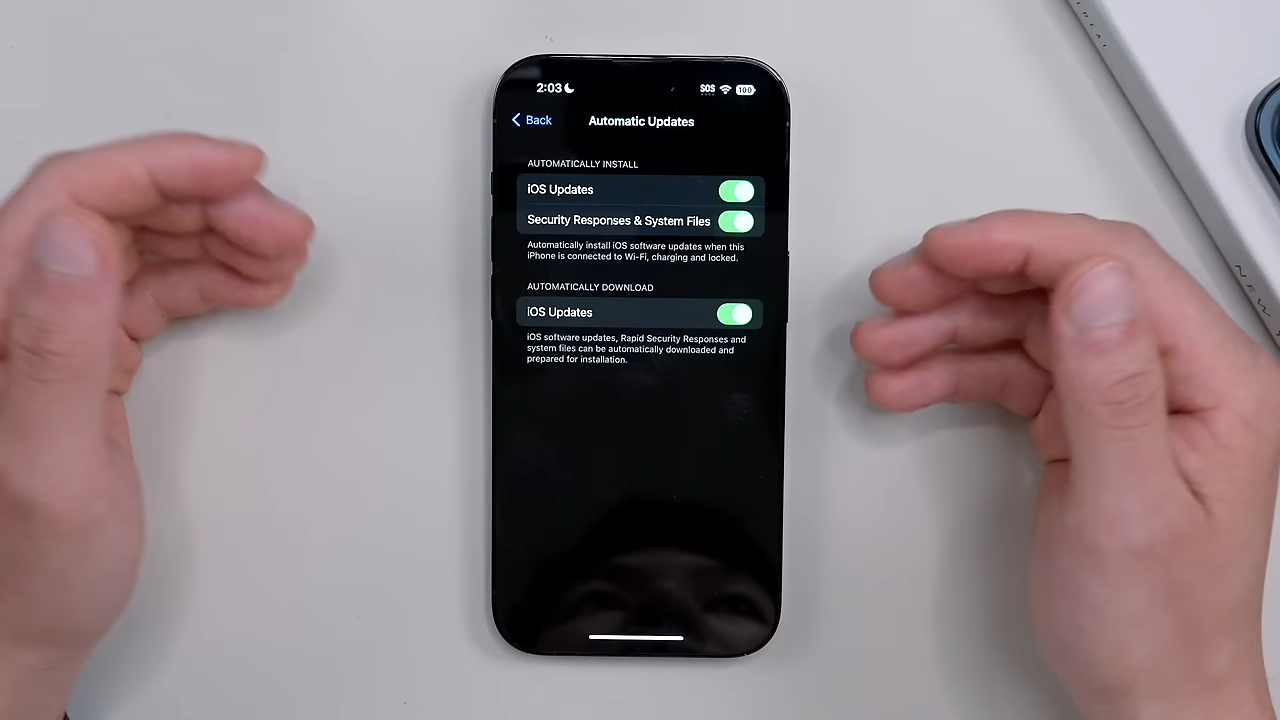 2:03 SOS 100
Back Automatic Updates
AUTOMATICALLY INSTALL
iOS Updates
Security Responses & System Files
Automatically install iOS software updates when this
iPhone is connected to Wi-Fi, charging and locked.
AUTOMATICALLY DOWNLOAD
iOS Updates
iOS software updates, Rapid Security Responses and
system files can be automatically downloaded and
prepared for installation.
NEW